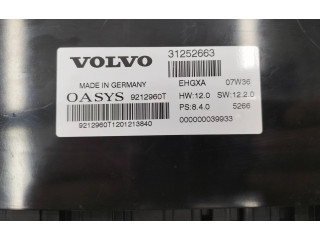 VOLVO 31252663
MADE IN GERMANY EHGXA 07W36
OASYS 9212960T HW:12.0 SW:12.2.0
PS:8.4.0 5266
9212960T1201213840 000000039933